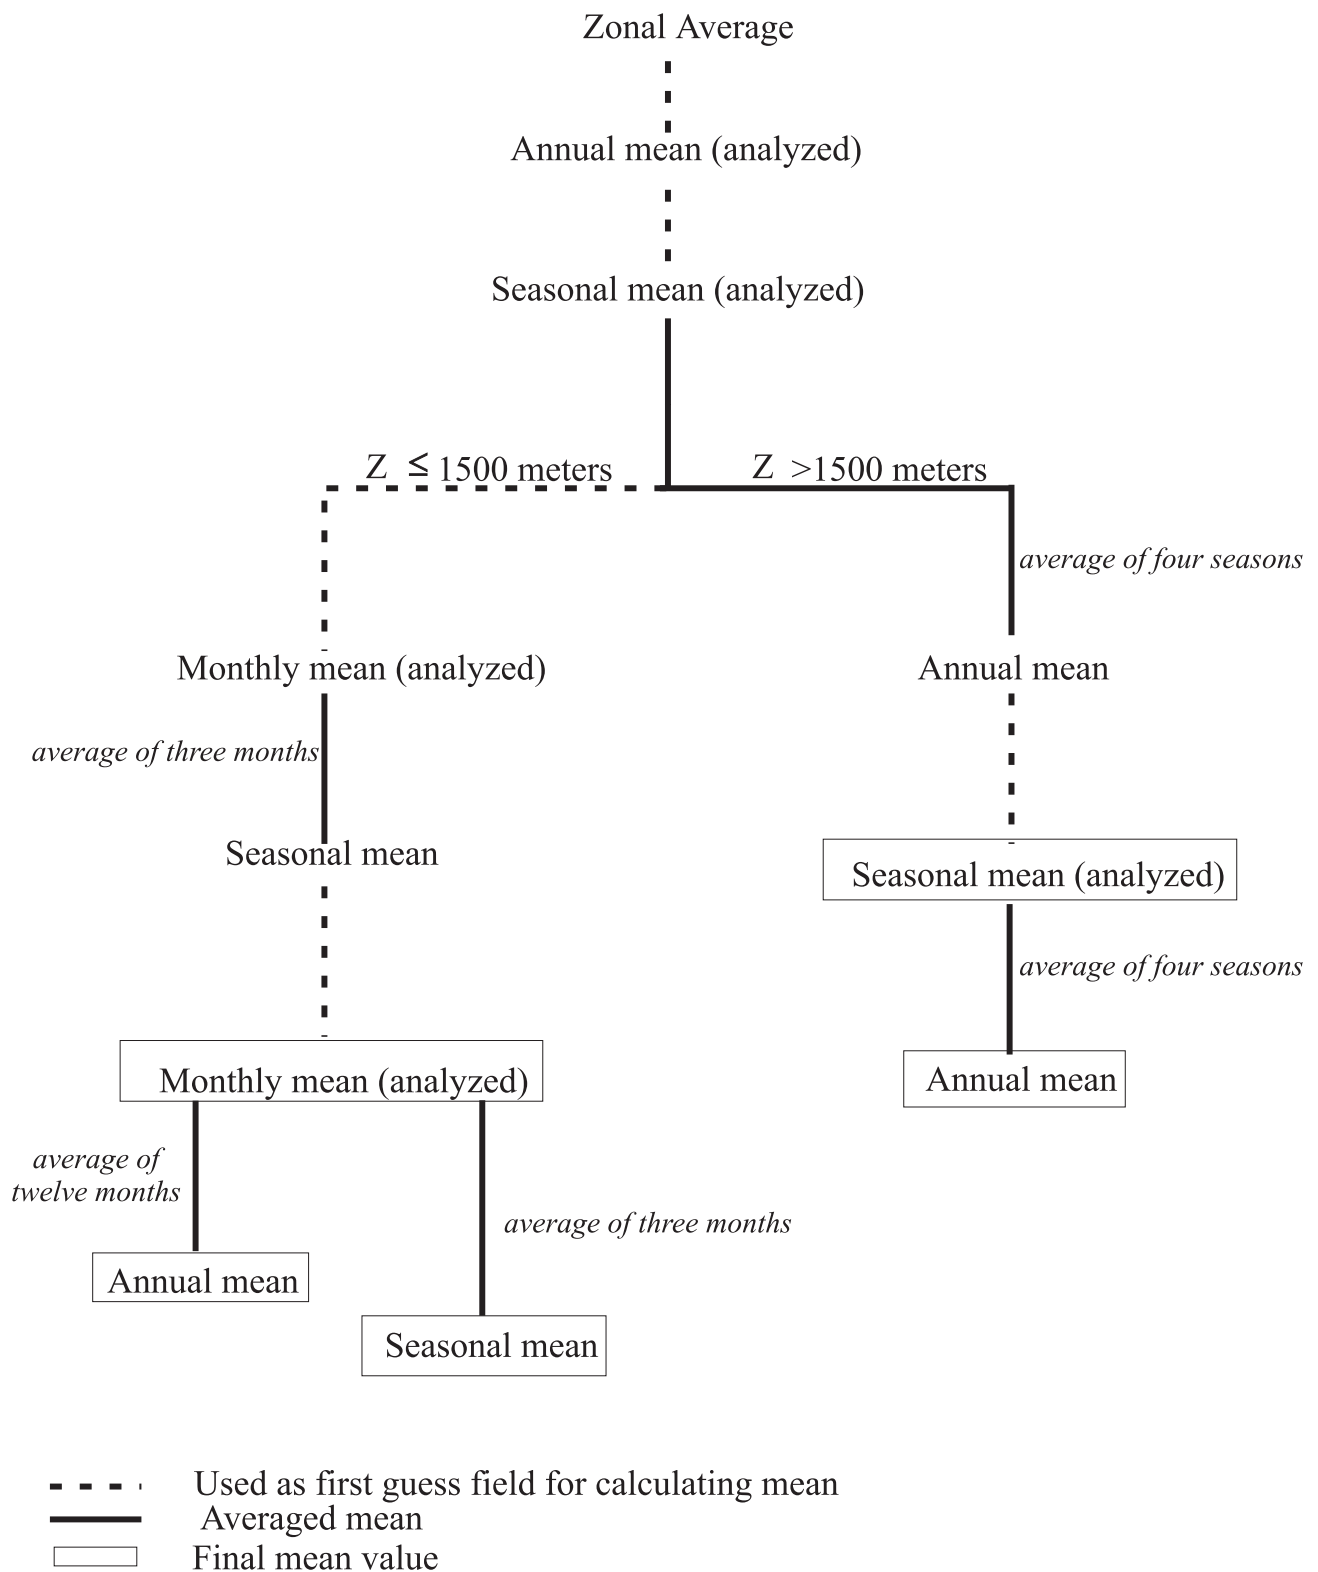 Zonal Average
Annual mean (analyzed)
Seasonal mean (analyzed)
Z ≤ 1500 meters
Z >1500 meters
average of four seasons
Monthly mean (analyzed)
Annual mean
average of three months
Seasonal mean
Seasonal mean (analyzed)
average of four seasons
Monthly mean (analyzed)
Annual mean
average of
twelve months
average of three months
Annual mean
Seasonal mean
Used as first guess field for calculating mean
Averaged mean
Final mean value